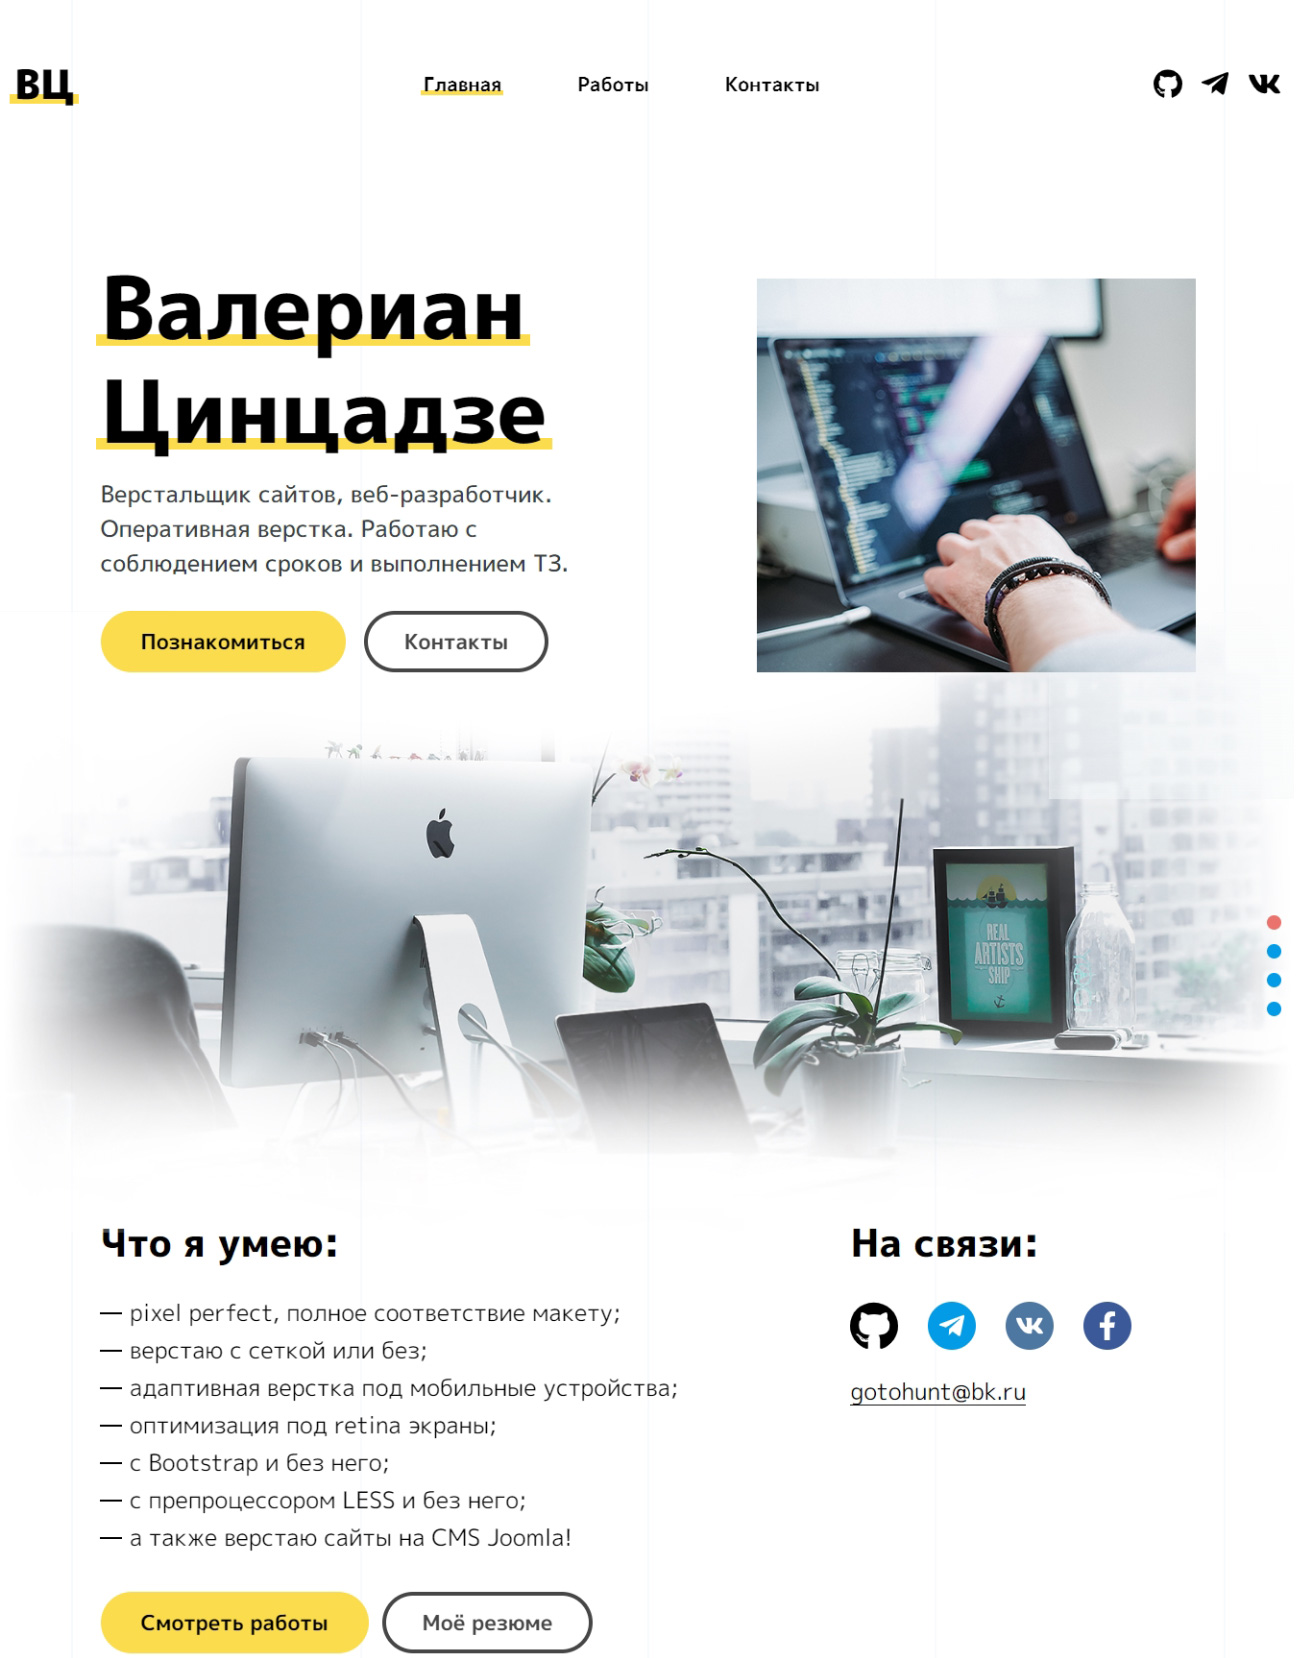 ВЦ
Главная
Работы
Контакты
Валериан
Цинцадзе
Верстальщик сайтов, веб-разработчик.
Оперативная верстка. Работаю с
соблюдением сроков и выполнением ТЗ.
Познакомиться
Контакты
REAL
ARTISTS
SHIP
Что я умею:
— pixel perfect, полное соответствие макету;
— верстаю с сеткой или без;
— адаптивная верстка под мобильные устройства;
— оптимизация под retina экраны;
— с Bootstrap и без него;
— с препроцессором LESS и без него;
— а также верстаю сайты на CMS Joomla!
Смотреть работы
Моё резюме
На связи:
gotohunt@bk.ru